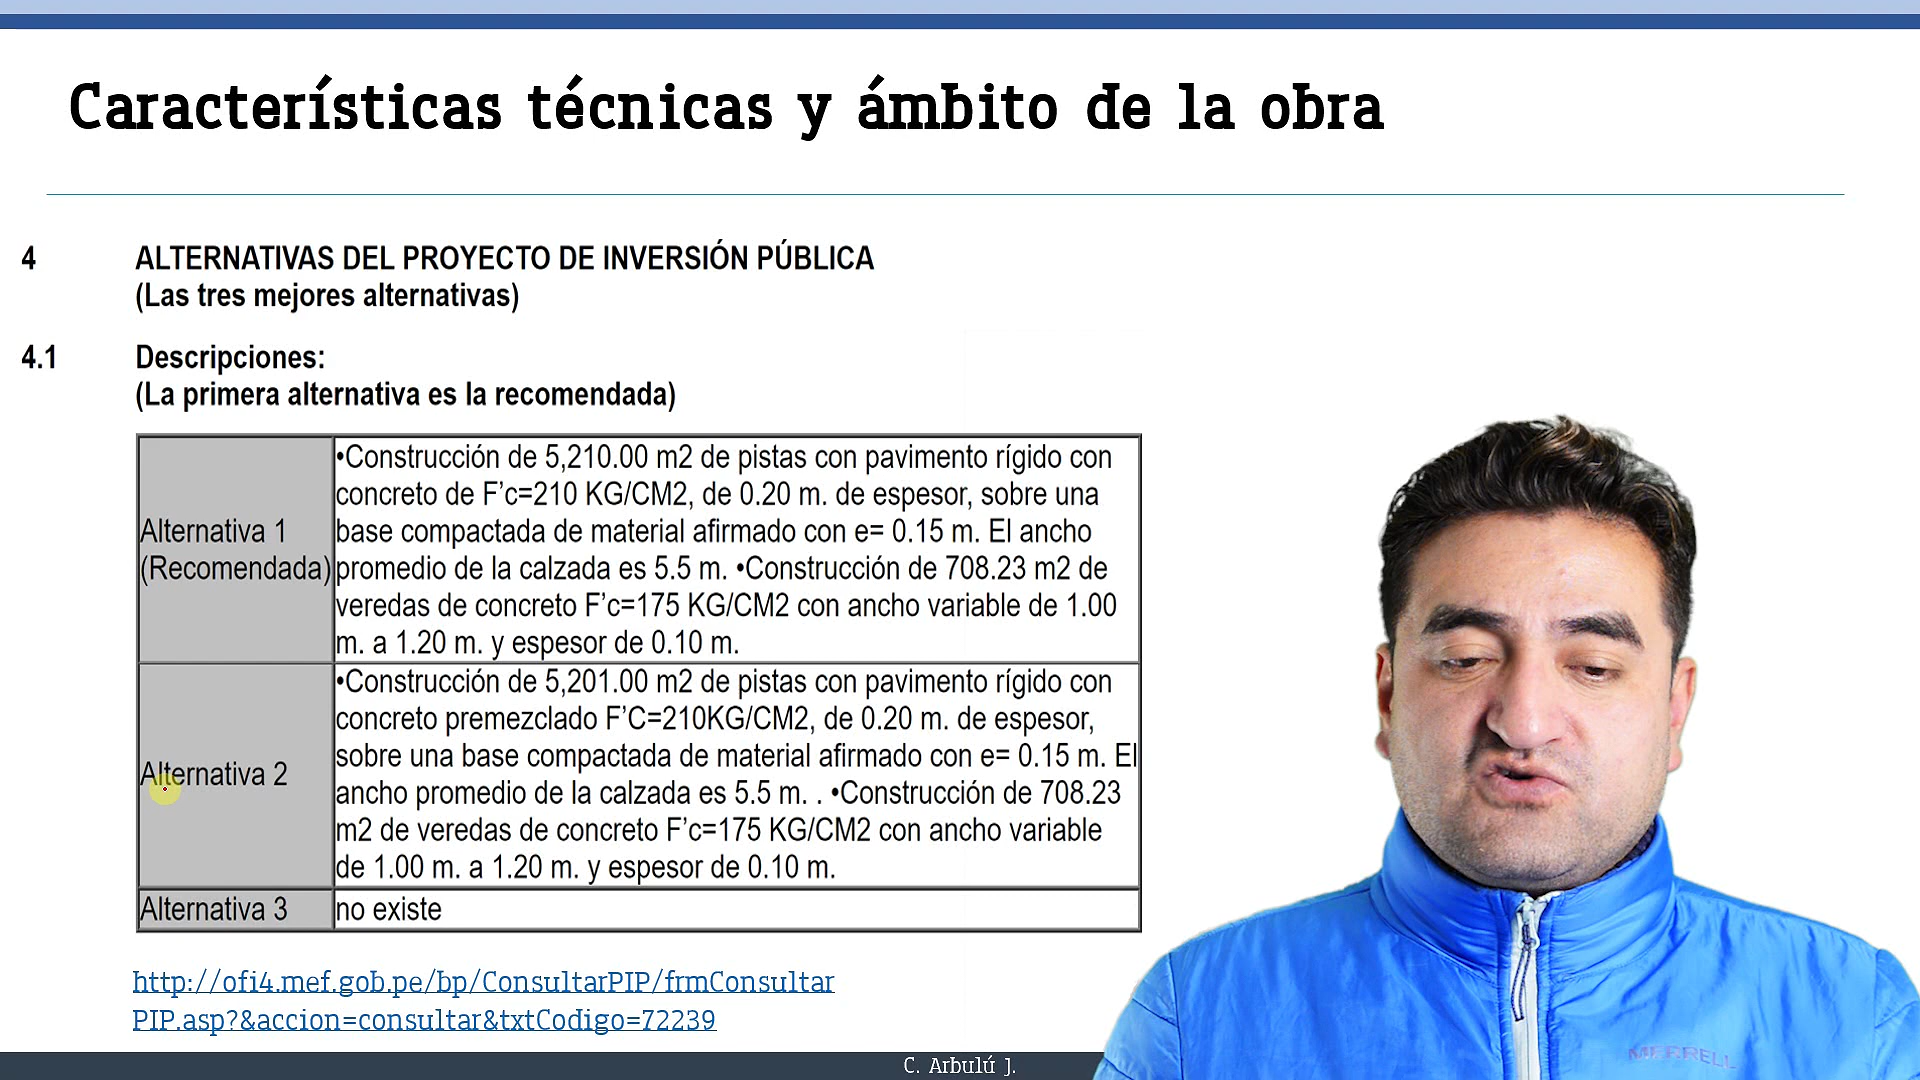 Características técnicas y ámbito de la obra
4 ALTERNATIVAS DEL PROYECTO DE INVERSIÓN PÚBLICA
(Las tres mejores alternativas)
4.1 Descripciones:
(La primera alternativa es la recomendada)
Alternativa 1
(Recomendada)
•Construcción de 5,210.00 m2 de pistas con pavimento rígido con
concreto de F’c=210 KG/CM2, de 0.20 m. de espesor, sobre una
base compactada de material afirmado con e= 0.15 m. El ancho
promedio de la calzada es 5.5 m. •Construcción de 708.23 m2 de
veredas de concreto F’c=175 KG/CM2 con ancho variable de 1.00
m. a 1.20 m. y espesor de 0.10 m.
Alternativa 2
•Construcción de 5,201.00 m2 de pistas con pavimento rígido con
concreto premezclado F’C=210KG/CM2, de 0.20 m. de espesor,
sobre una base compactada de material afirmado con e= 0.15 m. El
ancho promedio de la calzada es 5.5 m. . •Construcción de 708.23
m2 de veredas de concreto F’c=175 KG/CM2 con ancho variable
de 1.00 m. a 1.20 m. y espesor de 0.10 m.
Alternativa 3
no existe
http://ofi4.mef.gob.pe/bp/ConsultarPIP/frmConsultar
PIP.asp?&accion=consultar&txtCodigo=72239
C. Arbulú J.
MERRELL